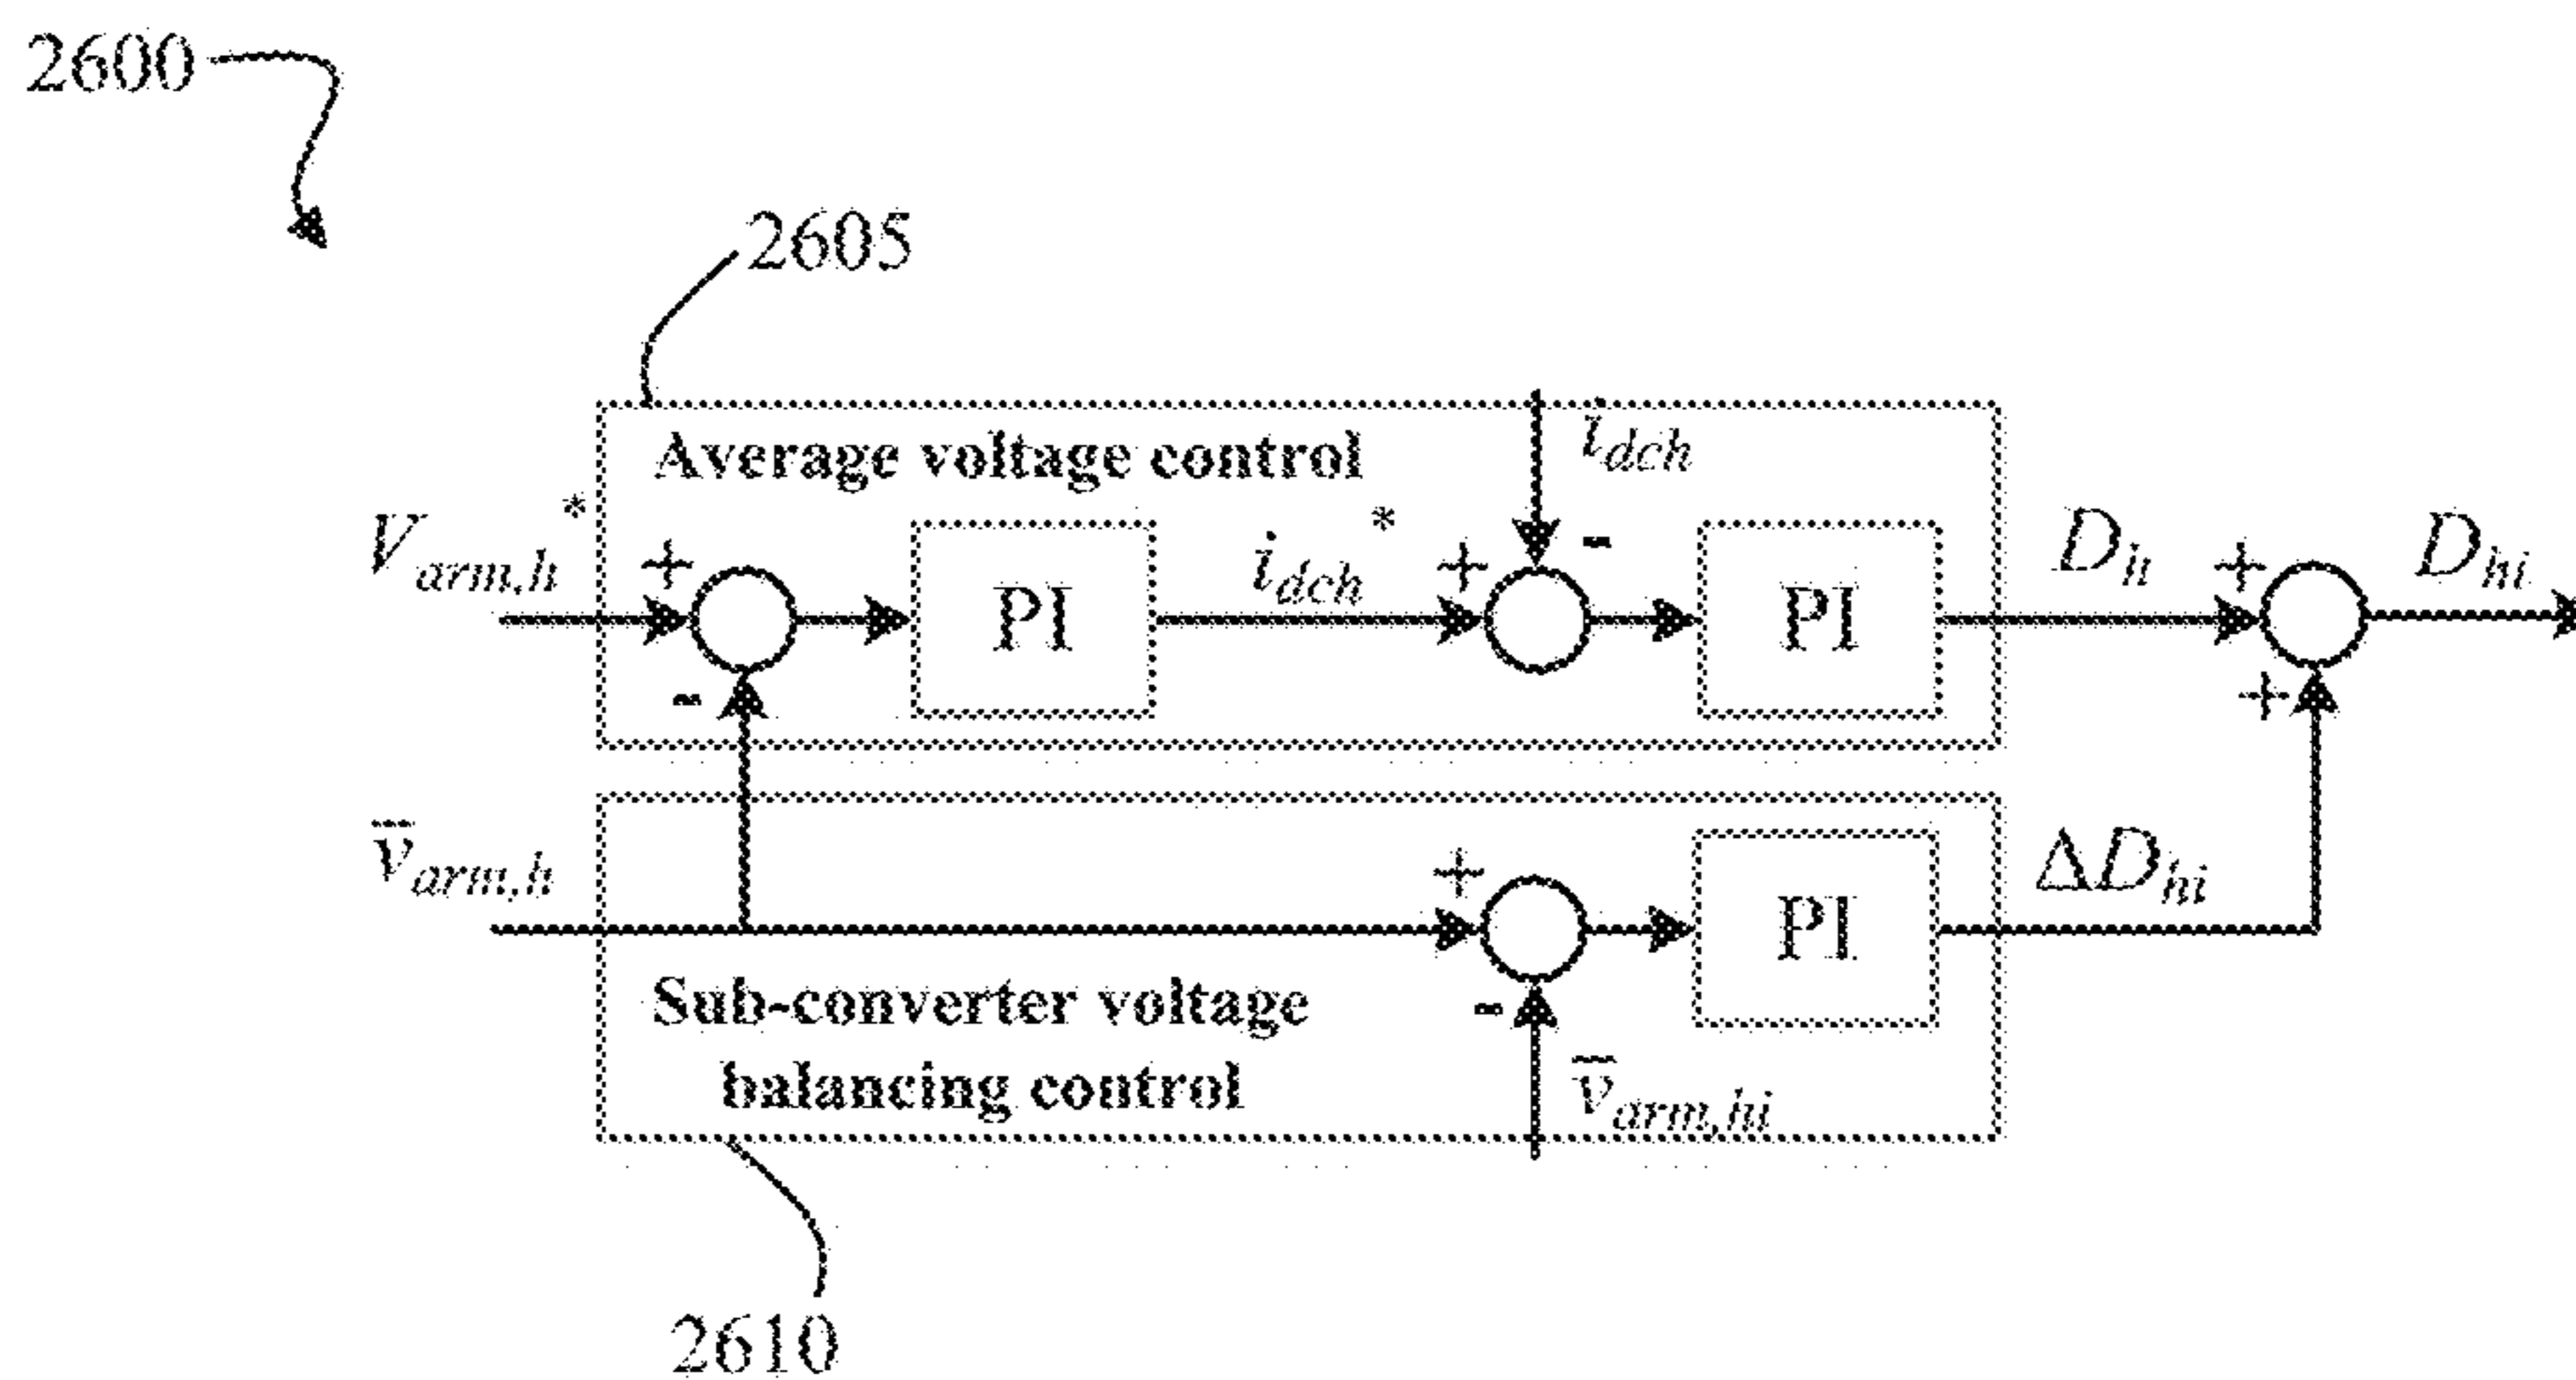 2600
2605
Average voltage control
i_dch
V_arm,h*
+
-
PI
i_dch*
+
-
PI
D_h
+
+
D_hi
v̄_arm,h
+
-
PI
ΔD_hi
Sub-converter voltage
balancing control
v̄_arm,hi
2610